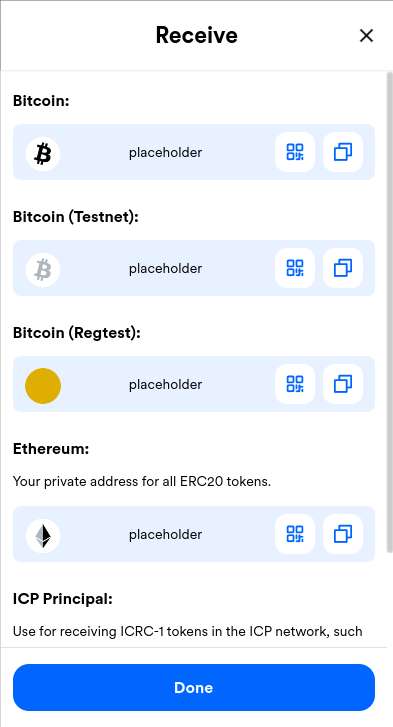 Receive
Bitcoin:
placeholder
Bitcoin (Testnet):
placeholder
Bitcoin (Regtest):
placeholder
Ethereum:
Your private address for all ERC20 tokens.
placeholder
ICP Principal:
Use for receiving ICRC-1 tokens in the ICP network, such
Done